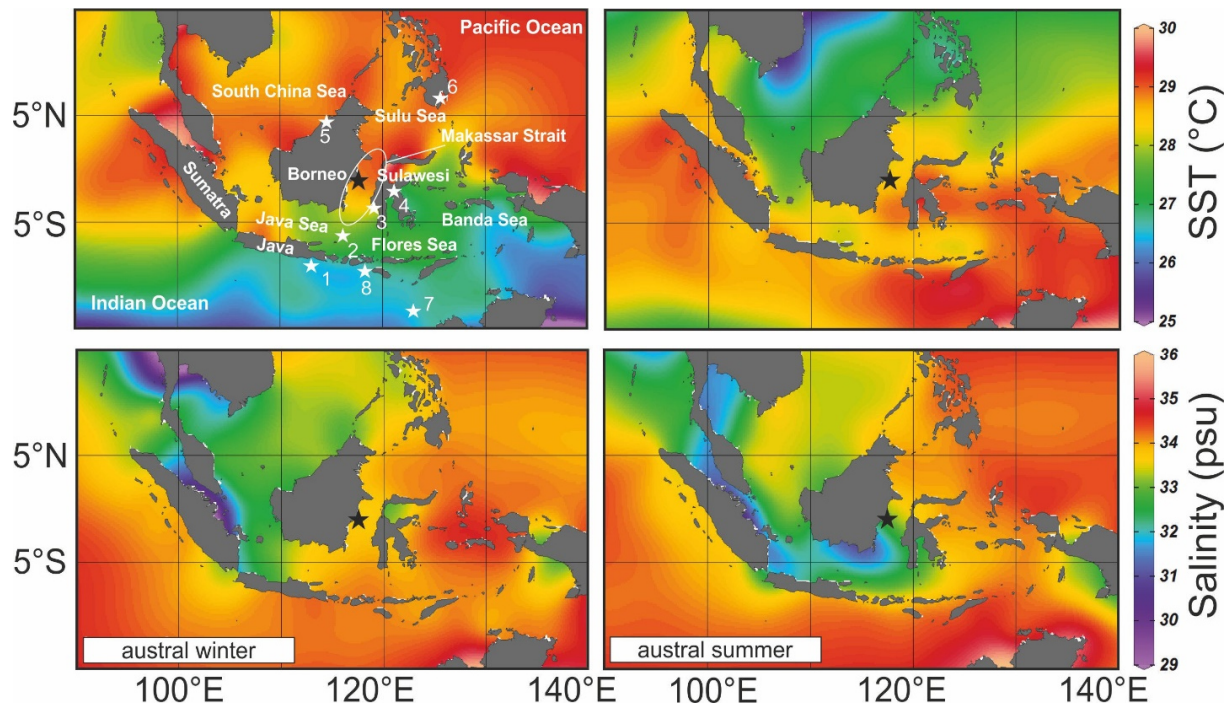 Pacific Ocean
South China Sea
6
Sulu Sea
5
Makassar Strait
Borneo
Sulawesi
Sumatra
4
3
Java Sea
Banda Sea
2
Flores Sea
Java
1
8
Indian Ocean
7
5°N
5°S
30
29
28
27
26
25
SST (°C)
5°N
5°S
36
35
34
33
32
31
30
29
Salinity (psu)
austral winter
austral summer
100°E
120°E
140°E
100°E
120°E
140°E